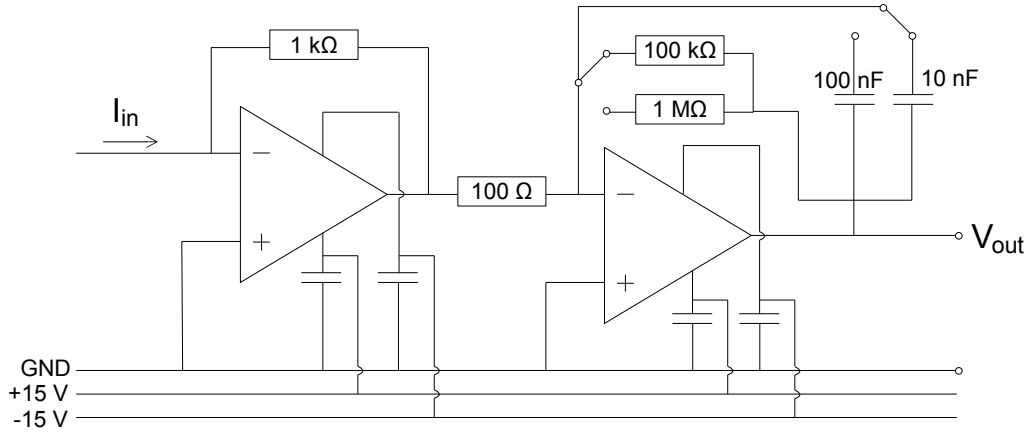 1 kΩ
100 kΩ
100 nF
10 nF
I_in
1 MΩ
−
+
100 Ω
−
+
V_out
GND
+15 V
-15 V